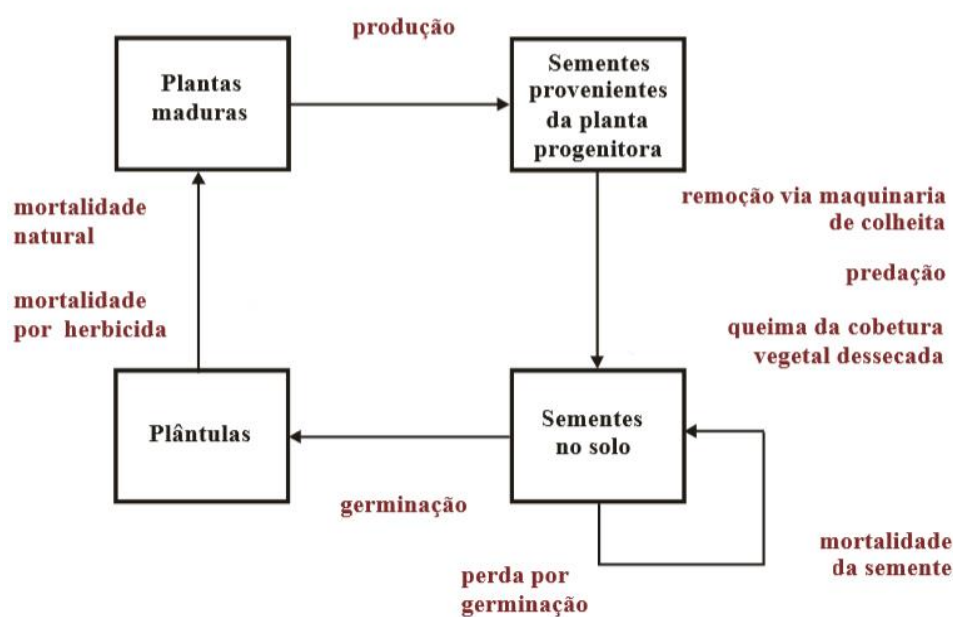 produção
Plantas
maduras
Sementes
provenientes
da planta
progenitora
mortalidade
natural
remoção via maquinaria
de colheita
predação
mortalidade
por herbicida
queima da cobetura
vegetal dessecada
Plântulas
Sementes
no solo
germinação
mortalidade
da semente
perda por
germinação